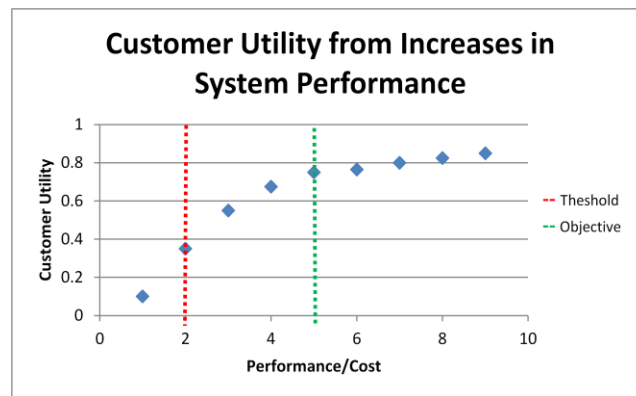 Customer Utility from Increases in
System Performance
1
0.8
0.6
0.4
0.2
0
Customer Utility
0 2 4 6 8 10
Performance/Cost
Theshold
Objective